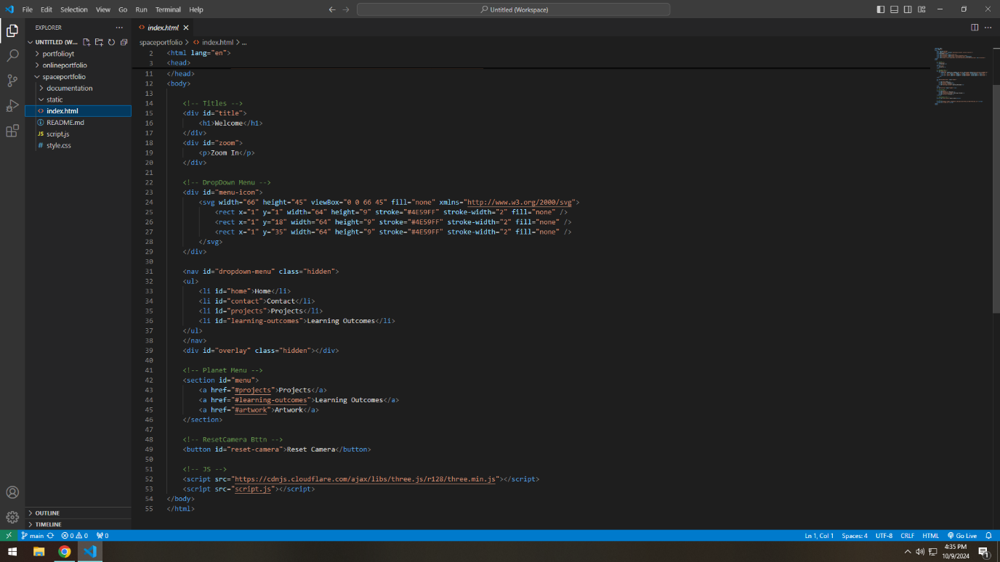 File Edit Selection View Go Run Terminal Help
Untitled (Workspace)
EXPLORER
UNTITLED (W...
portfolioyt
onlineportfolio
spaceportfolio
documentation
static
index.html
README.md
JS script.js
# style.css
OUTLINE
TIMELINE
index.html
spaceportfolio > index.html > ...
2 <html lang="en">
3 <head>
11 </head>
12 <body>
13
14 <!-- Titles -->
15 <div id="title">
16 <h1>Welcome</h1>
17 </div>
18 <div id="zoom">
19 <p>Zoom In</p>
20 </div>
21
22 <!-- DropDown Menu -->
23 <div id="menu-icon">
24 <svg width="66" height="45" viewBox="0 0 66 45" fill="none" xmlns="http://www.w3.org/2000/svg">
25 <rect x="1" y="1" width="64" height="9" stroke="#4E59FF" stroke-width="2" fill="none" />
26 <rect x="1" y="18" width="64" height="9" stroke="#4E59FF" stroke-width="2" fill="none" />
27 <rect x="1" y="35" width="64" height="9" stroke="#4E59FF" stroke-width="2" fill="none" />
28 </svg>
29 </div>
30
31 <nav id="dropdown-menu" class="hidden">
32 <ul>
33 <li id="home">Home</li>
34 <li id="contact">Contact</li>
35 <li id="projects">Projects</li>
36 <li id="learning-outcomes">Learning Outcomes</li>
37 </ul>
38 </nav>
39 <div id="overlay" class="hidden"></div>
40
41 <!-- Planet Menu -->
42 <section id="menu">
43 <a href="#projects">Projects</a>
44 <a href="#learning-outcomes">Learning Outcomes</a>
45 <a href="#artwork">Artwork</a>
46 </section>
47
48 <!-- ResetCamera Bttn -->
49 <button id="reset-camera">Reset Camera</button>
50
51 <!-- JS -->
52 <script src="https://cdnjs.cloudflare.com/ajax/libs/three.js/r128/three.min.js"></script>
53 <script src="script.js"></script>
54 </body>
55 </html>
main 0 0 0
Ln 1, Col 1 Spaces: 4 UTF-8 CRLF HTML Go Live
4:35 PM
10/9/2024
1